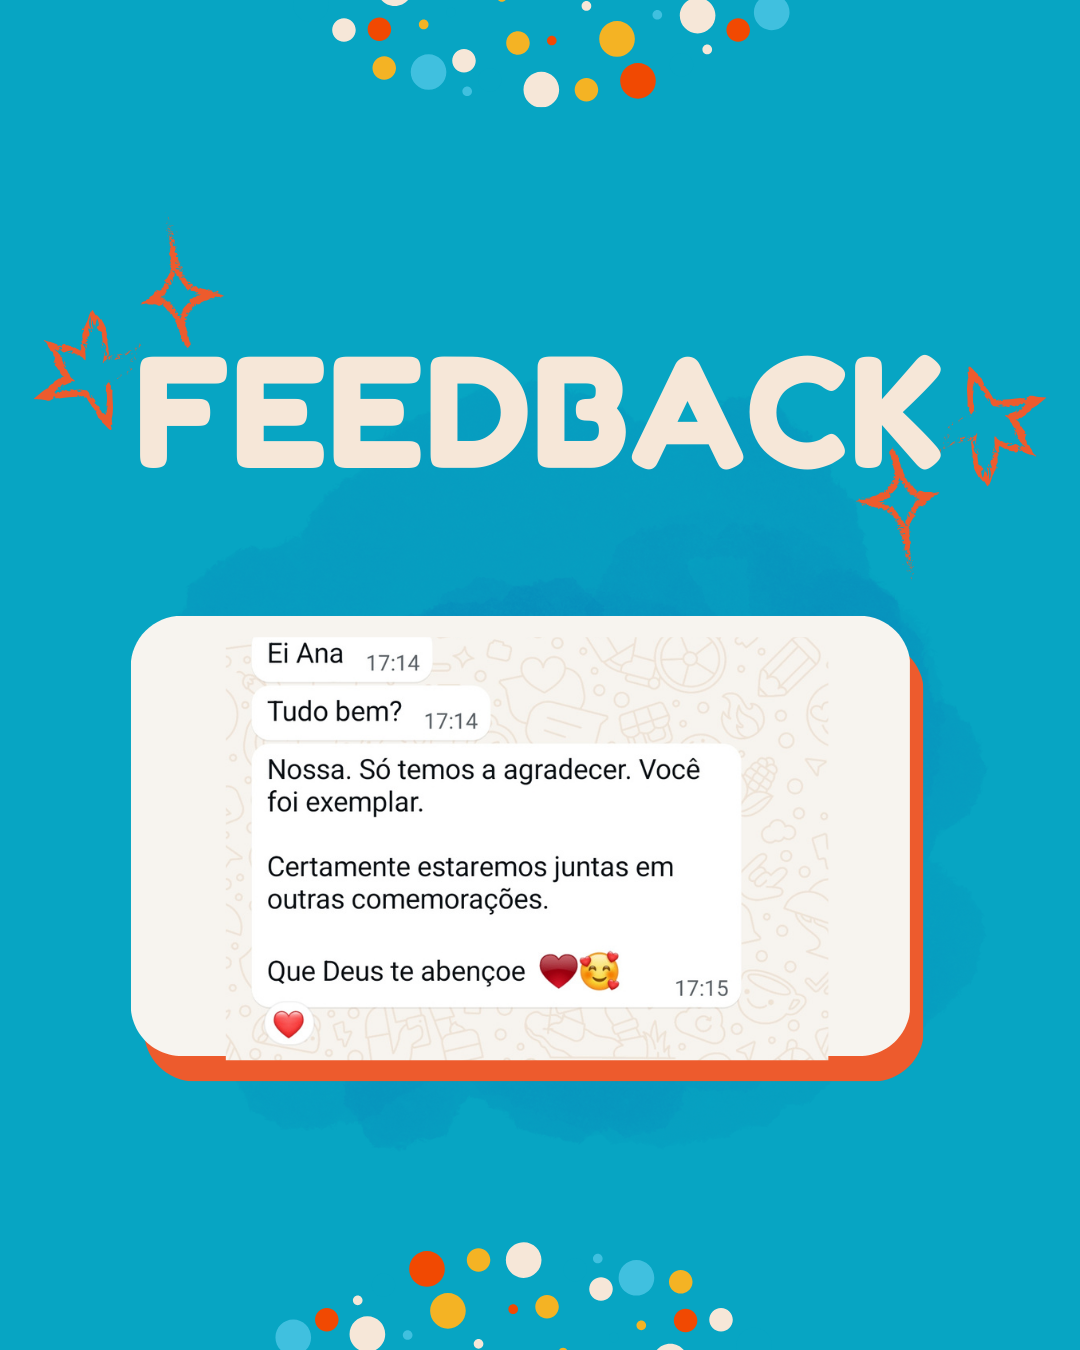 FEEDBACK
Ei Ana 17:14
Tudo bem? 17:14
Nossa. Só temos a agradecer. Você
foi exemplar.
Certamente estaremos juntas em
outras comemorações.
Que Deus te abençoe ❤️🥰 17:15
❤️